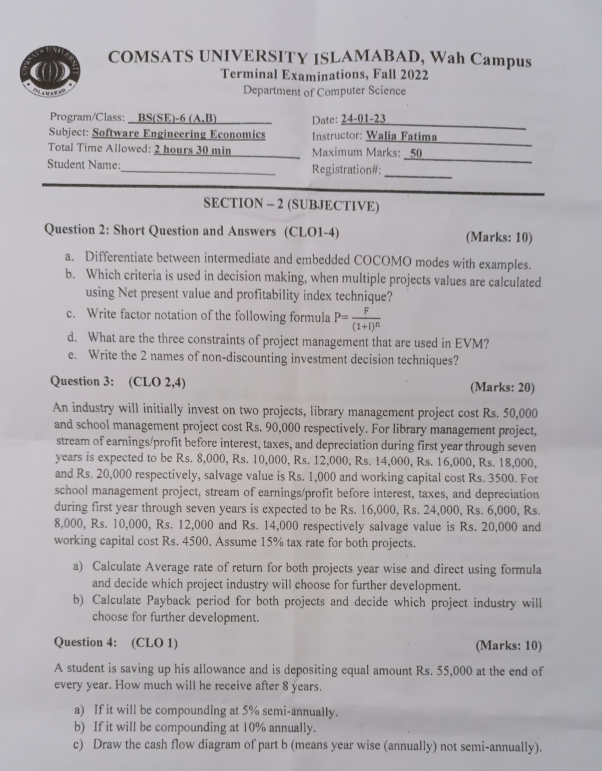 COMSATS UNIVERSITY ISLAMABAD
COMSATS UNIVERSITY ISLAMABAD, Wah Campus
Terminal Examinations, Fall 2022
Department of Computer Science
Program/Class: BS(SE)-6 (A,B) Date: 24-01-23
Subject: Software Engineering Economics Instructor: Walia Fatima
Total Time Allowed: 2 hours 30 min Maximum Marks: 50
Student Name: Registration#:
SECTION – 2 (SUBJECTIVE)
Question 2: Short Question and Answers (CLO1-4) (Marks: 10)
a. Differentiate between intermediate and embedded COCOMO modes with examples.
b. Which criteria is used in decision making, when multiple projects values are calculated
using Net present value and profitability index technique?
c. Write factor notation of the following formula P= F/(1+I)ⁿ
d. What are the three constraints of project management that are used in EVM?
e. Write the 2 names of non-discounting investment decision techniques?
Question 3: (CLO 2,4) (Marks: 20)
An industry will initially invest on two projects, library management project cost Rs. 50,000
and school management project cost Rs. 90,000 respectively. For library management project,
stream of earnings/profit before interest, taxes, and depreciation during first year through seven
years is expected to be Rs. 8,000, Rs. 10,000, Rs. 12,000, Rs. 14,000, Rs. 16,000, Rs. 18,000,
and Rs. 20,000 respectively, salvage value is Rs. 1,000 and working capital cost Rs. 3500. For
school management project, stream of earnings/profit before interest, taxes, and depreciation
during first year through seven years is expected to be Rs. 16,000, Rs. 24,000, Rs. 6,000, Rs.
8,000, Rs. 10,000, Rs. 12,000 and Rs. 14,000 respectively salvage value is Rs. 20,000 and
working capital cost Rs. 4500. Assume 15% tax rate for both projects.
a) Calculate Average rate of return for both projects year wise and direct using formula
and decide which project industry will choose for further development.
b) Calculate Payback period for both projects and decide which project industry will
choose for further development.
Question 4: (CLO 1) (Marks: 10)
A student is saving up his allowance and is depositing equal amount Rs. 55,000 at the end of
every year. How much will he receive after 8 years.
a) If it will be compounding at 5% semi-annually.
b) If it will be compounding at 10% annually.
c) Draw the cash flow diagram of part b (means year wise (annually) not semi-annually).